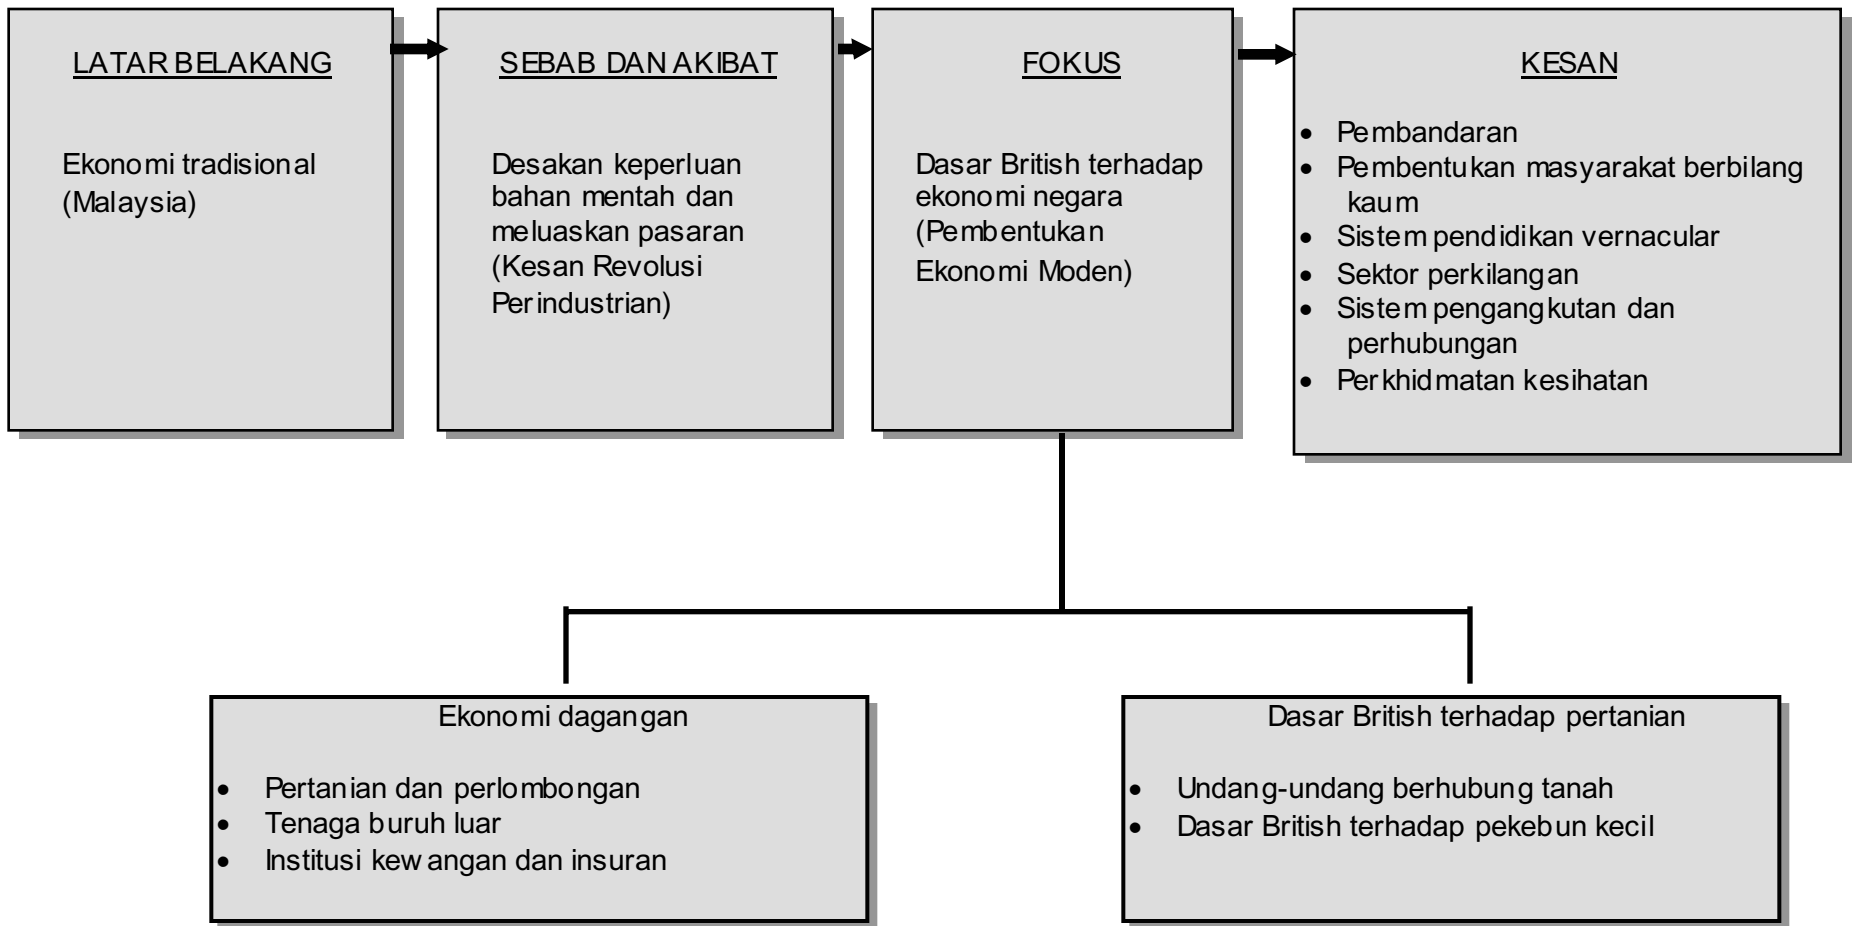 LATAR BELAKANG
Ekonomi tradisional
(Malaysia)
SEBAB DAN AKIBAT
Desakan keperluan
bahan mentah dan
meluaskan pasaran
(Kesan Revolusi
Perindustrian)
FOKUS
Dasar British terhadap
ekonomi negara
(Pembentukan
Ekonomi Moden)
KESAN
• Pembandaran
• Pembentukan masyarakat berbilang
kaum
• Sistem pendidikan vernacular
• Sektor perkilangan
• Sistem pengangkutan dan
perhubungan
• Perkhidmatan kesihatan
Ekonomi dagangan
• Pertanian dan perlombongan
• Tenaga buruh luar
• Institusi kewangan dan insuran
Dasar British terhadap pertanian
• Undang-undang berhubung tanah
• Dasar British terhadap pekebun kecil